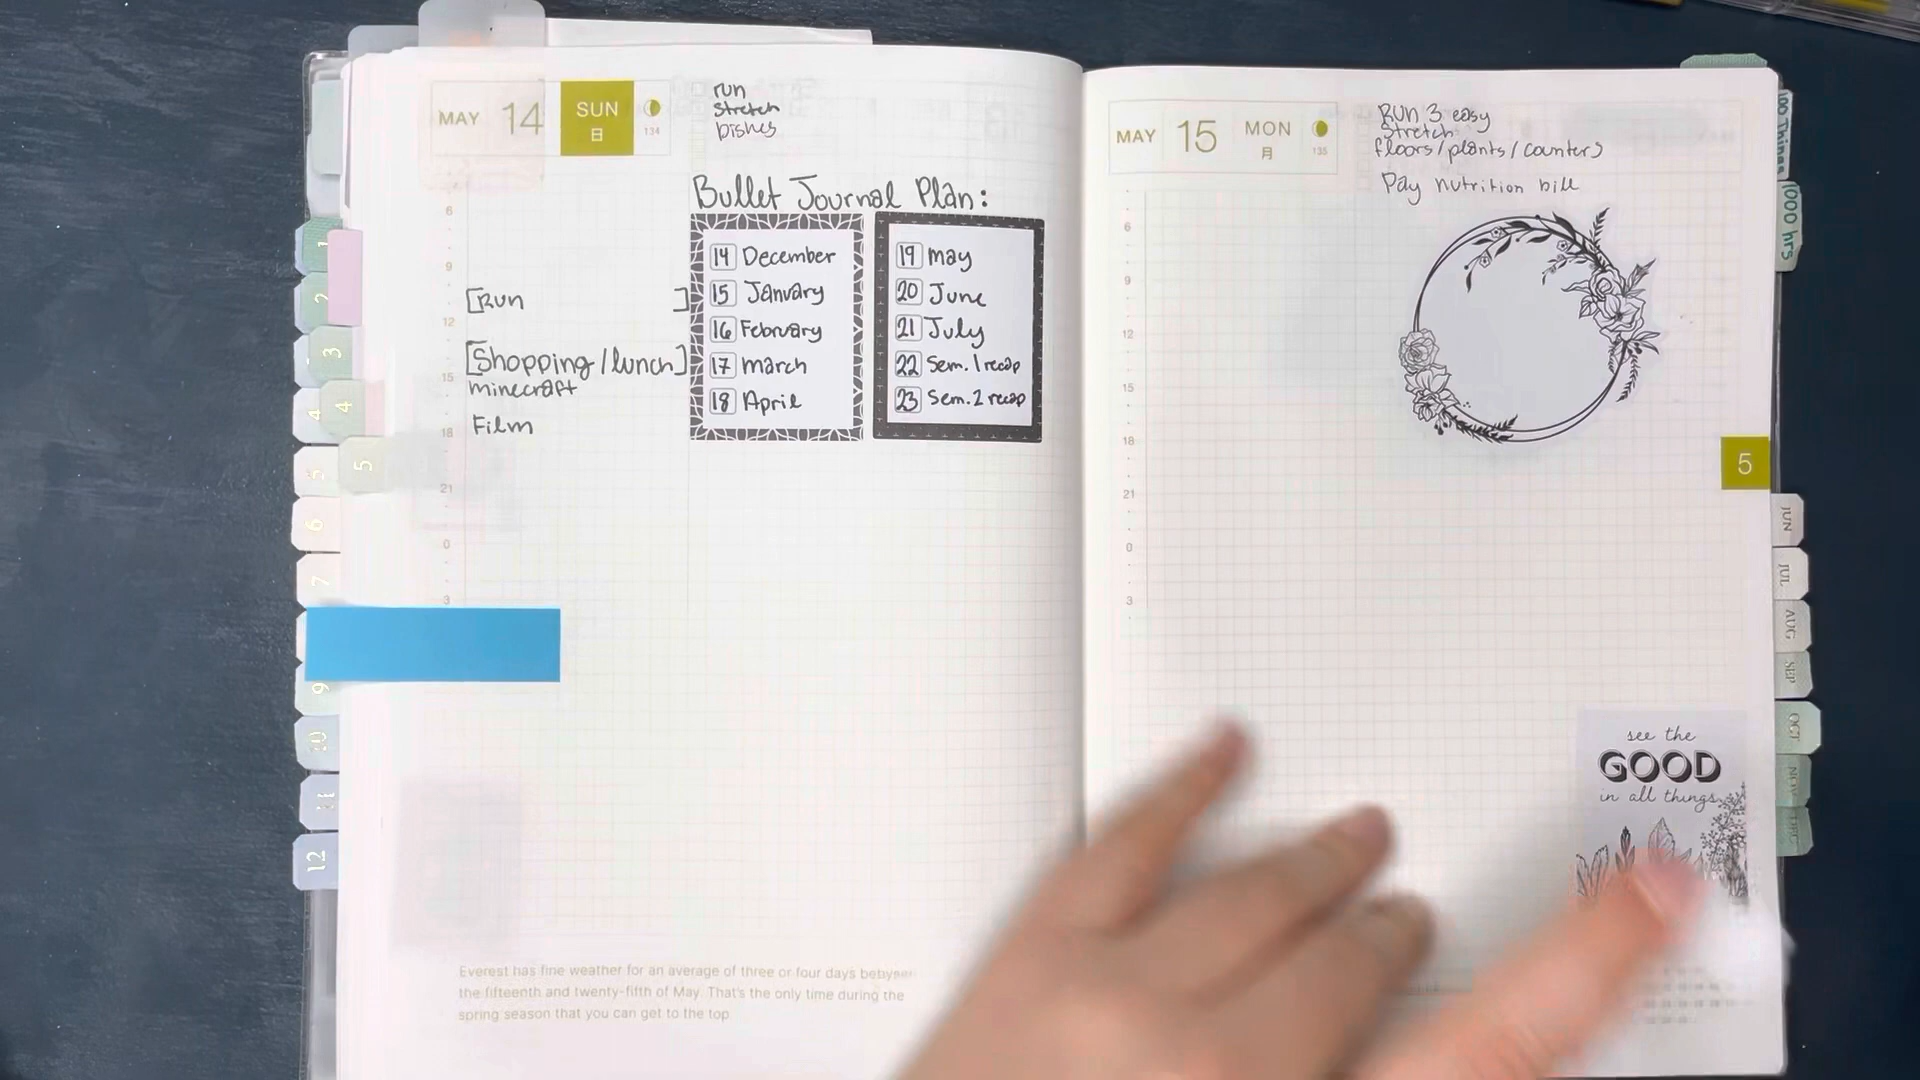 MAY 14 SUN
日
134
run
stretch
Dishes
Bullet Journal Plan:
14 December
15 January
16 February
17 march
18 April
19 may
20 June
21 July
22 Sem. 1 recap
23 Sem. 2 recap
6
9
[Run ]
12
[Shopping/lunch]
15
minecraft
Film
18
21
0
3
Everest has fine weather for an average of three or four days
the fifteenth and twenty-fifth of May. That's the only time during the
spring season that you can get to the top
1
2
3
4
4
5
5
6
7
9
10
11
12
MAY 15 MON
月
135
RUN 3 easy
Stretch
floors/plants/counters
Pay nutrition bill
6
9
12
15
18
21
0
3
see the
GOOD
in all things
100 Things
1000 hrs
5
JUN
JUL
AUG
SEP
OCT
NOV